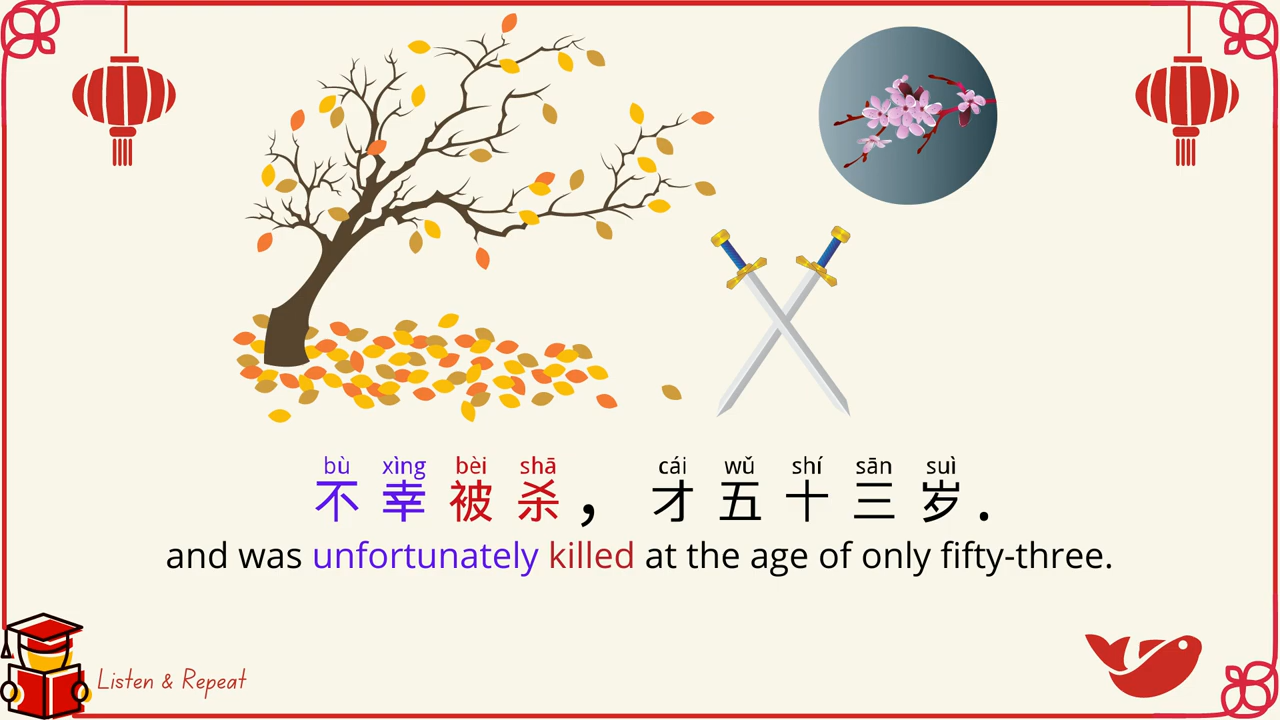 bù xìng bèi shā cái wǔ shí sān suì
不幸被杀，才五十三岁.
and was unfortunately killed at the age of only fifty-three.
Listen & Repeat